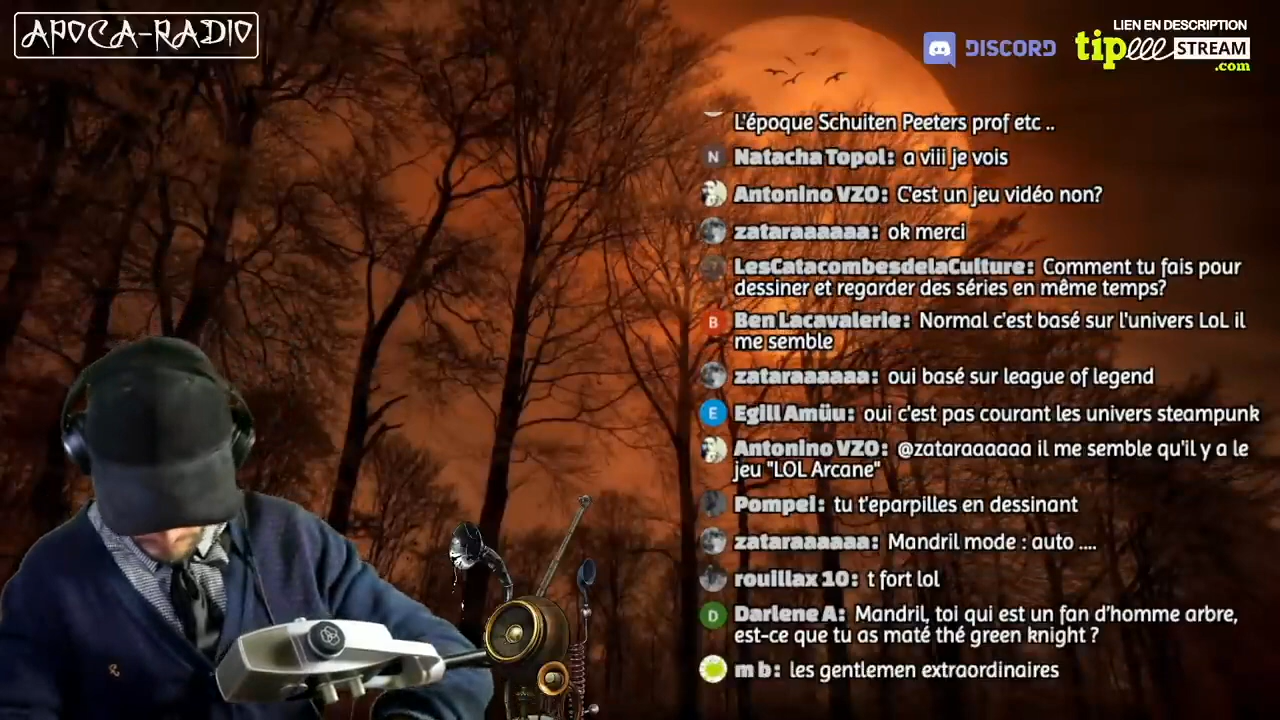 APOCA-RADIO
LIEN EN DESCRIPTION
DISCORD
tipeee STREAM
.com
L'époque Schuiten Peeters prof etc ..
N Natacha Topol: a viii je vois
Antonino VZO: C'est un jeu vidéo non?
zataraaaaaa: ok merci
LesCatacombesdelaCulture: Comment tu fais pour
dessiner et regarder des séries en même temps?
B Ben Lacavalerie: Normal c'est basé sur l'univers LoL il
me semble
zataraaaaaa: oui basé sur league of legend
E Egill Amüu: oui c'est pas courant les univers steampunk
Antonino VZO: @zataraaaaaa il me semble qu'il y a le
jeu "LOL Arcane"
Pompei: tu t'eparpilles en dessinant
zataraaaaaa: Mandril mode : auto ....
rouillax 10: t fort lol
D Darlene A: Mandril, toi qui est un fan d'homme arbre,
est-ce que tu as maté thé green knight ?
m b: les gentlemen extraordinaires